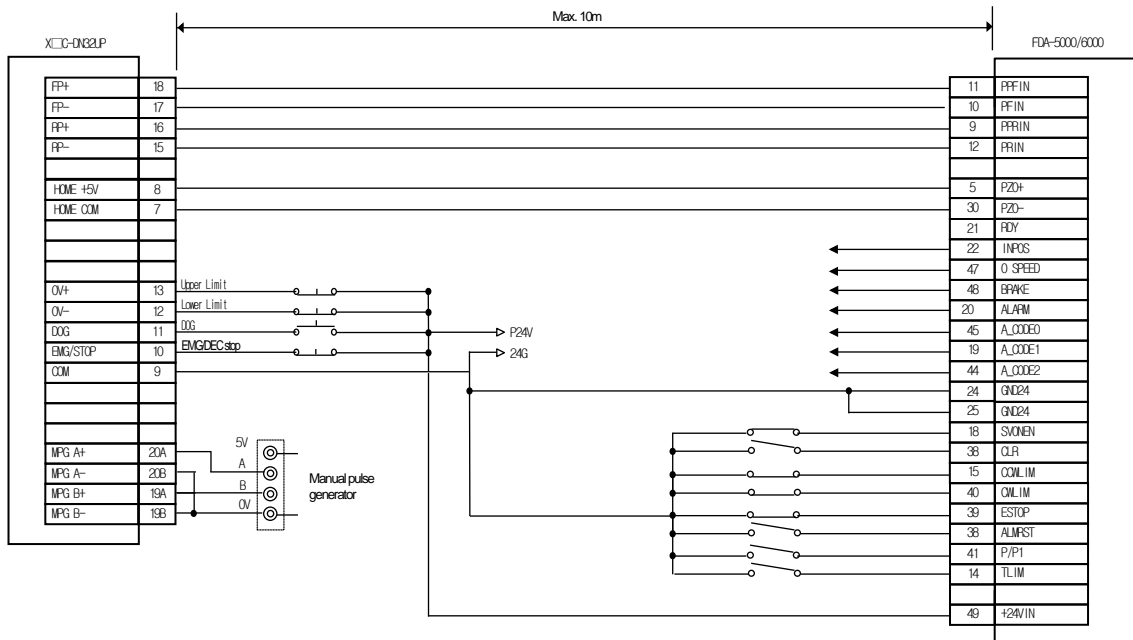 Max. 10m
X□C-DN32UP
FDA-5000/6000
FP+ 18
FP- 17
RP+ 16
RP- 15
HOME +5V 8
HOME COM 7
OV+ 13 Upper Limit
OV- 12 Lower Limit
DOG 11 DOG
EMG/STOP 10 EMG/DEC stop
COM 9
P24V
24G
MPG A+ 20A
MPG A- 20B
MPG B+ 19A
MPG B- 19B
5V
A
B
0V
Manual pulse
generator
11 PPFIN
10 PFIN
9 PPRIN
12 PRIN
5 PZO+
30 PZO-
21 RDY
22 INPOS
47 0 SPEED
48 BRAKE
20 ALARM
45 A_CODE0
19 A_CODE1
44 A_CODE2
24 GND24
25 GND24
18 SVONEN
38 CLR
15 CCWLIM
40 CWLIM
39 ESTOP
38 ALMRST
41 P/P1
14 TLIM
49 +24VIN